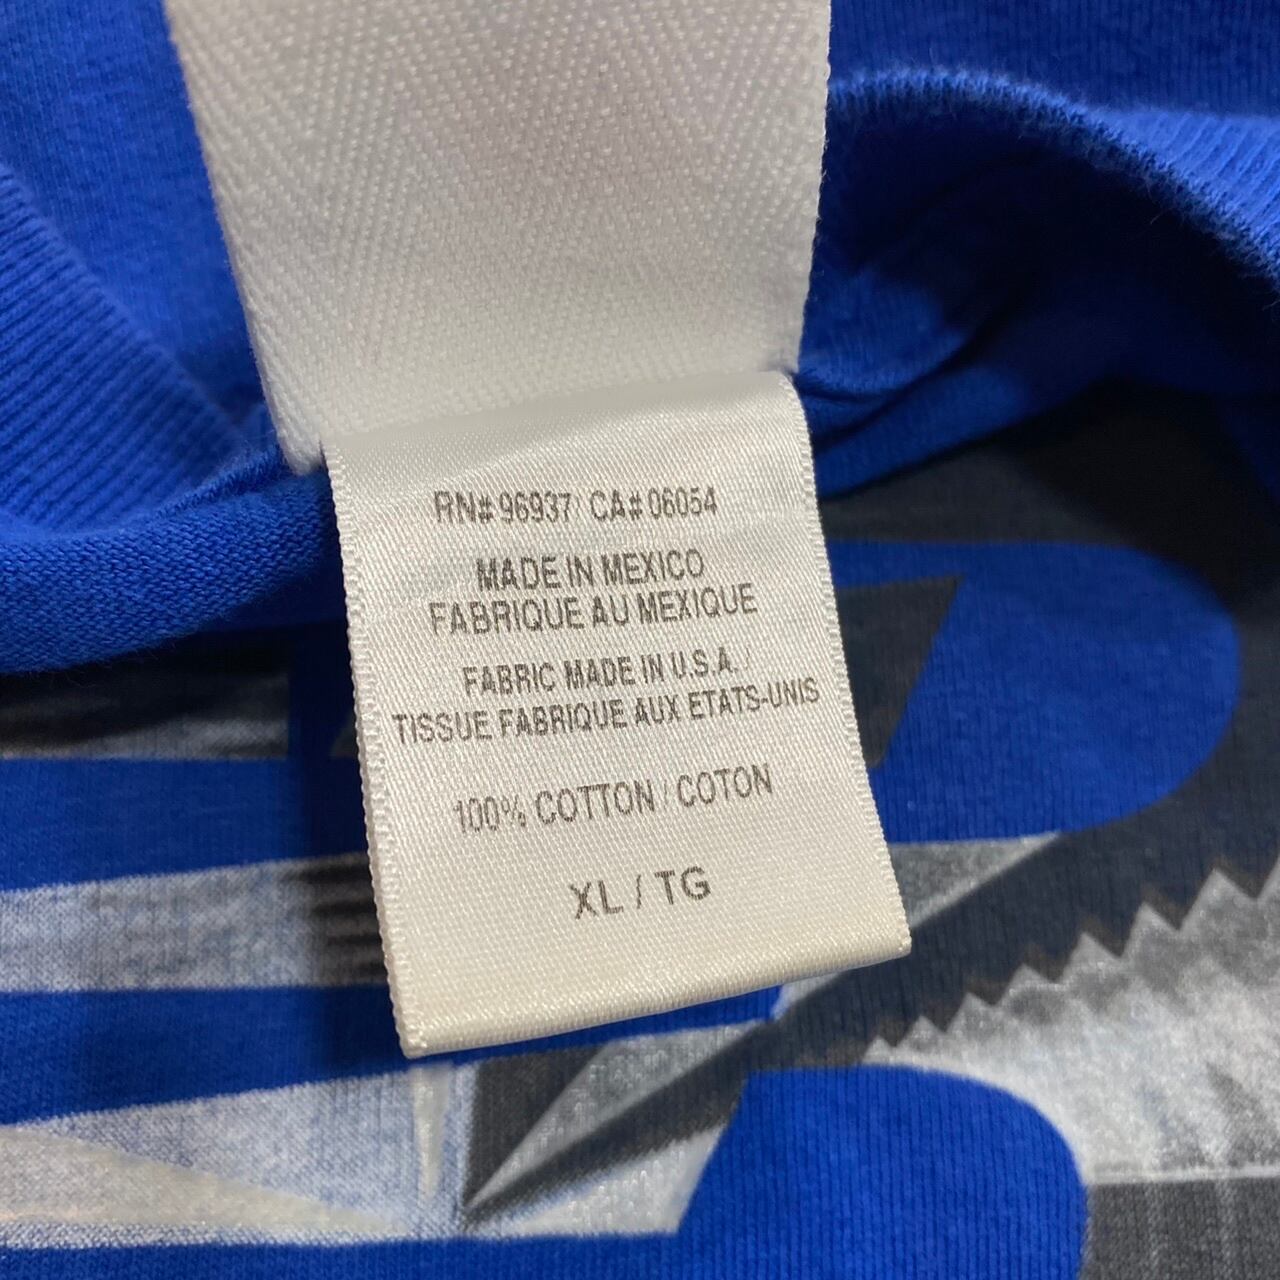 RN# 96937/ CA# 06054
MADE IN MEXICO
FABRIQUE AU MEXIQUE
FABRIC MADE IN U.S.A./
TISSUE FABRIQUE AUX ETATS-UNIS
100% COTTON / COTON
XL / TG